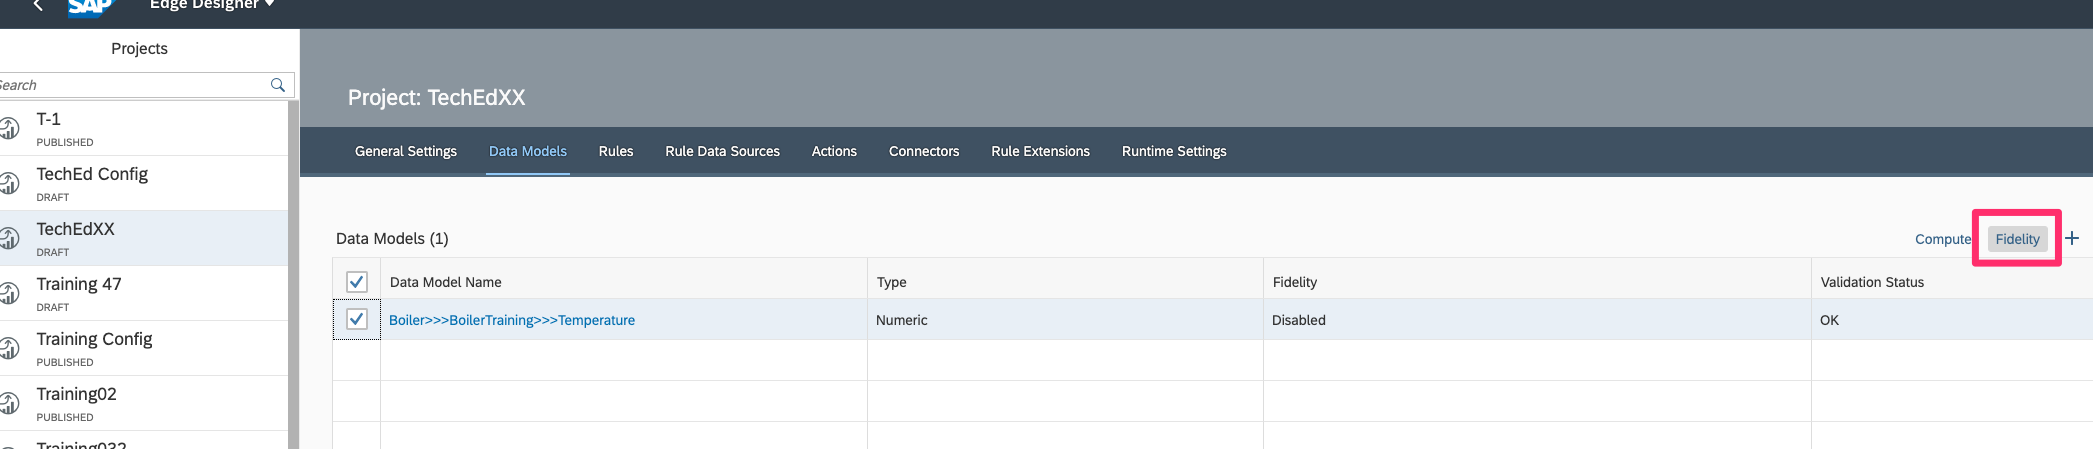 SAP Edge Designer
Projects
Search
T-1
PUBLISHED
TechEd Config
DRAFT
TechEdXX
DRAFT
Training 47
DRAFT
Training Config
PUBLISHED
Training02
PUBLISHED
Training032
Project: TechEdXX
General Settings Data Models Rules Rule Data Sources Actions Connectors Rule Extensions Runtime Settings
Data Models (1)
Compute Fidelity +
Data Model Name Type Fidelity Validation Status
Boiler>>>BoilerTraining>>>Temperature Numeric Disabled OK